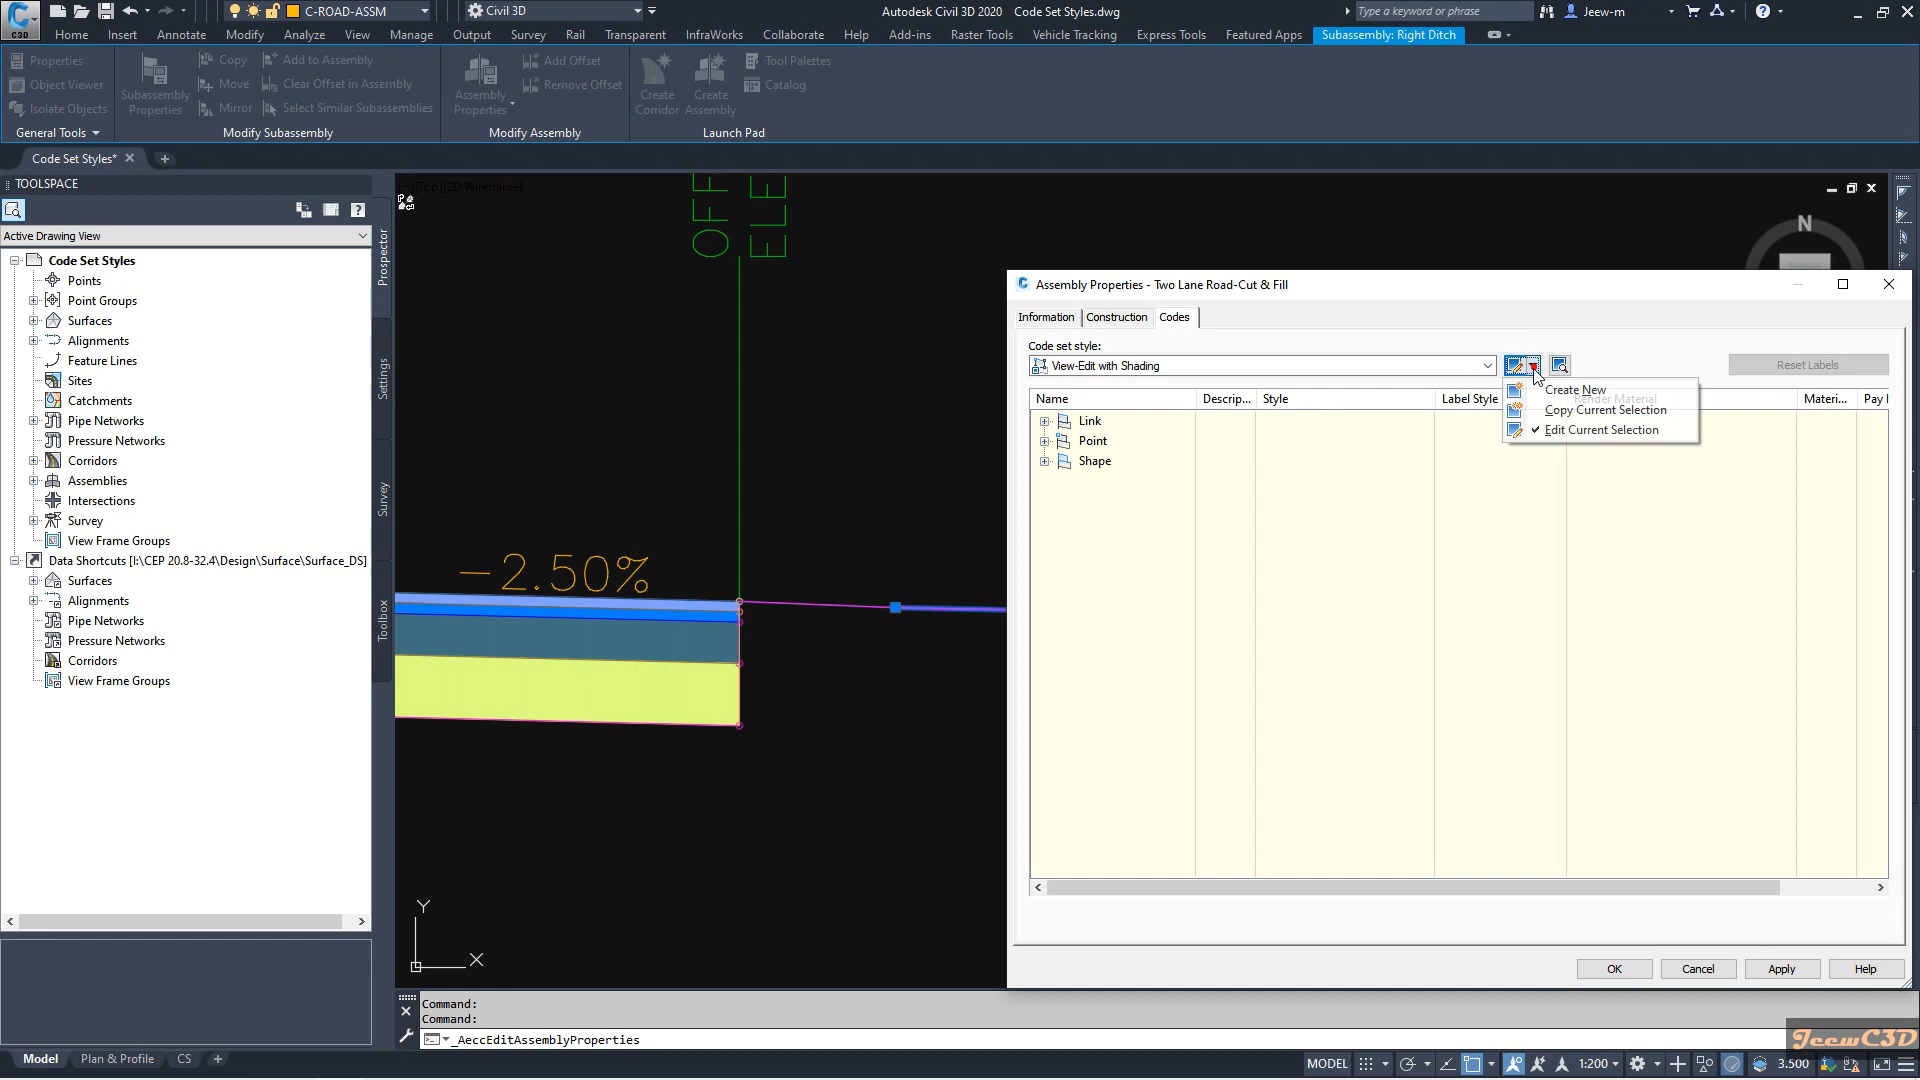 C-ROAD-ASSM
Civil 3D
Autodesk Civil 3D 2020 Code Set Styles.dwg
Type a keyword or phrase
Jeew-m
C3D
Home Insert Annotate Modify Analyze View Manage Output Survey Rail Transparent InfraWorks Collaborate Help Add-ins Raster Tools Vehicle Tracking Express Tools Featured Apps Subassembly: Right Ditch
Properties
Object Viewer
Isolate Objects
General Tools
Subassembly Properties
Copy
Move
Mirror
Add to Assembly
Clear Offset in Assembly
Select Similar Subassemblies
Modify Subassembly
Assembly Properties
Add Offset
Remove Offset
Modify Assembly
Create Corridor
Create Assembly
Tool Palettes
Catalog
Launch Pad
Code Set Styles*
TOOLSPACE
Active Drawing View
Code Set Styles
Points
Point Groups
Surfaces
Alignments
Feature Lines
Sites
Catchments
Pipe Networks
Pressure Networks
Corridors
Assemblies
Intersections
Survey
View Frame Groups
Data Shortcuts [I:\CEP 20.8-32.4\Design\Surface\Surface_DS]
Surfaces
Alignments
Pipe Networks
Pressure Networks
Corridors
View Frame Groups
Prospector
Settings
Survey
Toolbox
[-][Top][2D Wireframe]
OFF
ELE
N
-2.50%
Y
X
Assembly Properties - Two Lane Road-Cut & Fill
Information Construction Codes
Code set style:
View-Edit with Shading
Reset Labels
Create New
Copy Current Selection
Edit Current Selection
Name Descrip... Style Label Style Render Material Materi... Pay
Link
Point
Shape
OK Cancel Apply Help
Command:
Command:
_AeccEditAssemblyProperties
JeewC3D
Model Plan & Profile CS
MODEL 1:200 3.500